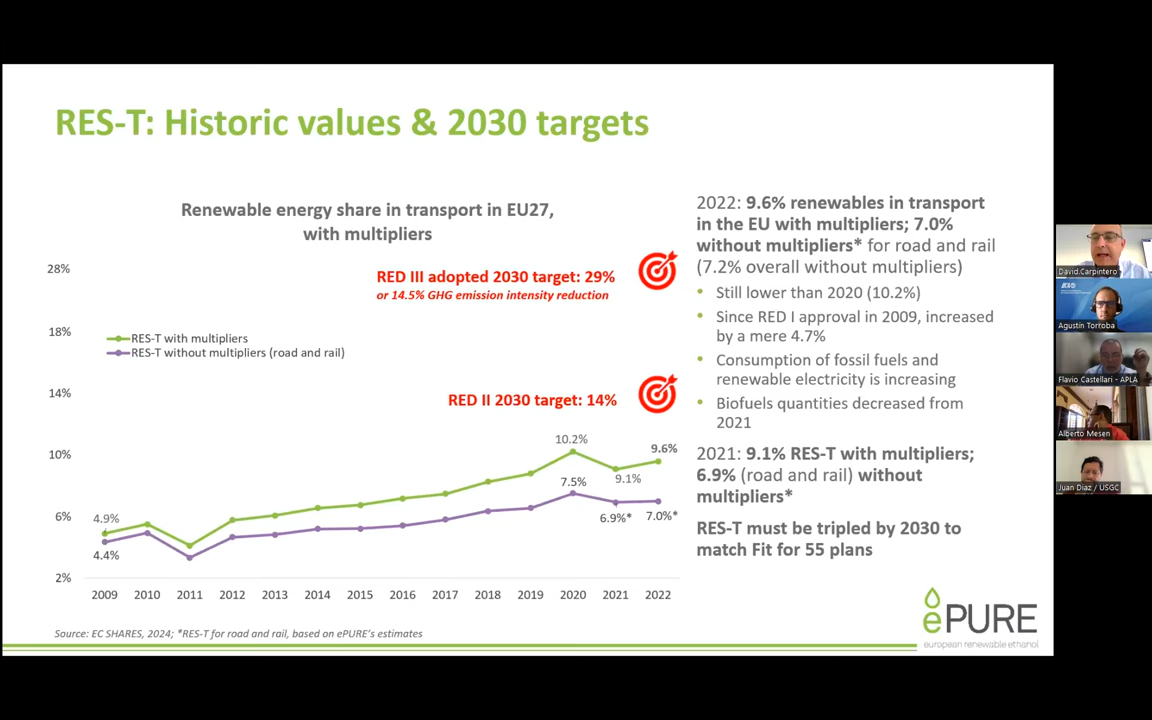 RES-T: Historic values & 2030 targets
Renewable energy share in transport in EU27,
with multipliers
28%
18%
14%
10%
6%
2%
RED III adopted 2030 target: 29%
or 14.5% GHG emission intensity reduction
RES-T with multipliers
RES-T without multipliers (road and rail)
RED II 2030 target: 14%
4.9%
4.4%
10.2%
7.5%
9.1%
6.9%*
9.6%
7.0%*
2009 2010 2011 2012 2013 2014 2015 2016 2017 2018 2019 2020 2021 2022
Source: EC SHARES, 2024; *RES-T for road and rail, based on ePURE's estimates
2022: 9.6% renewables in transport
in the EU with multipliers; 7.0%
without multipliers* for road and rail
(7.2% overall without multipliers)
• Still lower than 2020 (10.2%)
• Since RED I approval in 2009, increased
by a mere 4.7%
• Consumption of fossil fuels and
renewable electricity is increasing
• Biofuels quantities decreased from
2021
2021: 9.1% RES-T with multipliers;
6.9% (road and rail) without
multipliers*
RES-T must be tripled by 2030 to
match Fit for 55 plans
ePURE
european renewable ethanol
David.Carpintero
Agustín Torroba
Flavio Castellari - APLA
Alberto Mesen
Juan Diaz / USGC